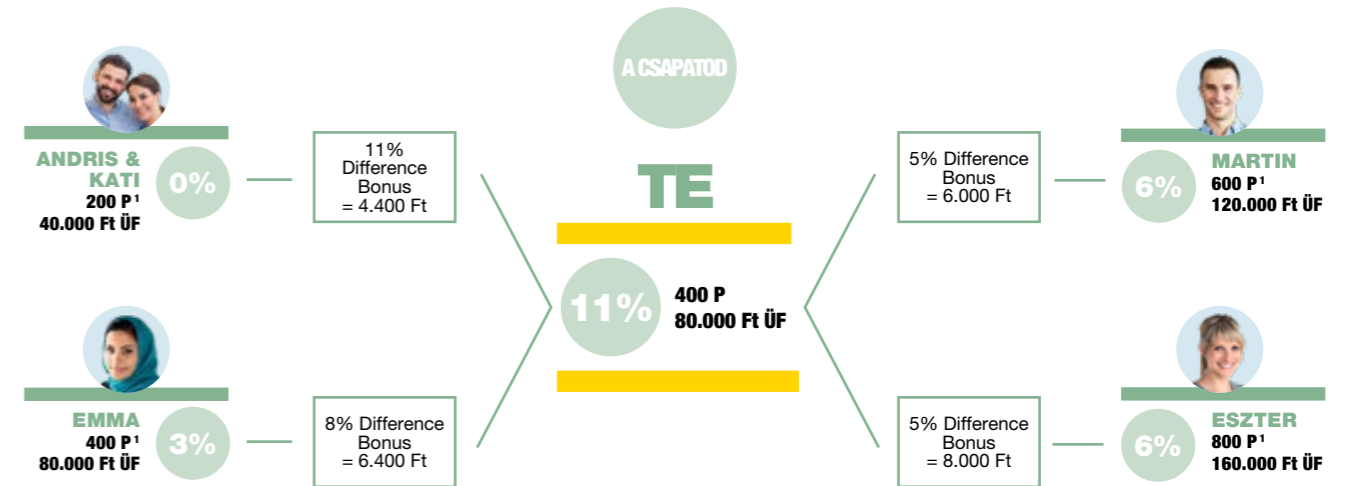 A CSAPATOD
ANDRIS &
KATI
200 P¹
40.000 Ft ÜF
0%
11%
Difference
Bonus
= 4.400 Ft
EMMA
400 P¹
80.000 Ft ÜF
3%
8% Difference
Bonus
= 6.400 Ft
TE
11%
400 P
80.000 Ft ÜF
5% Difference
Bonus
= 6.000 Ft
6%
MARTIN
600 P¹
120.000 Ft ÜF
5% Difference
Bonus
= 8.000 Ft
6%
ESZTER
800 P¹
160.000 Ft ÜF